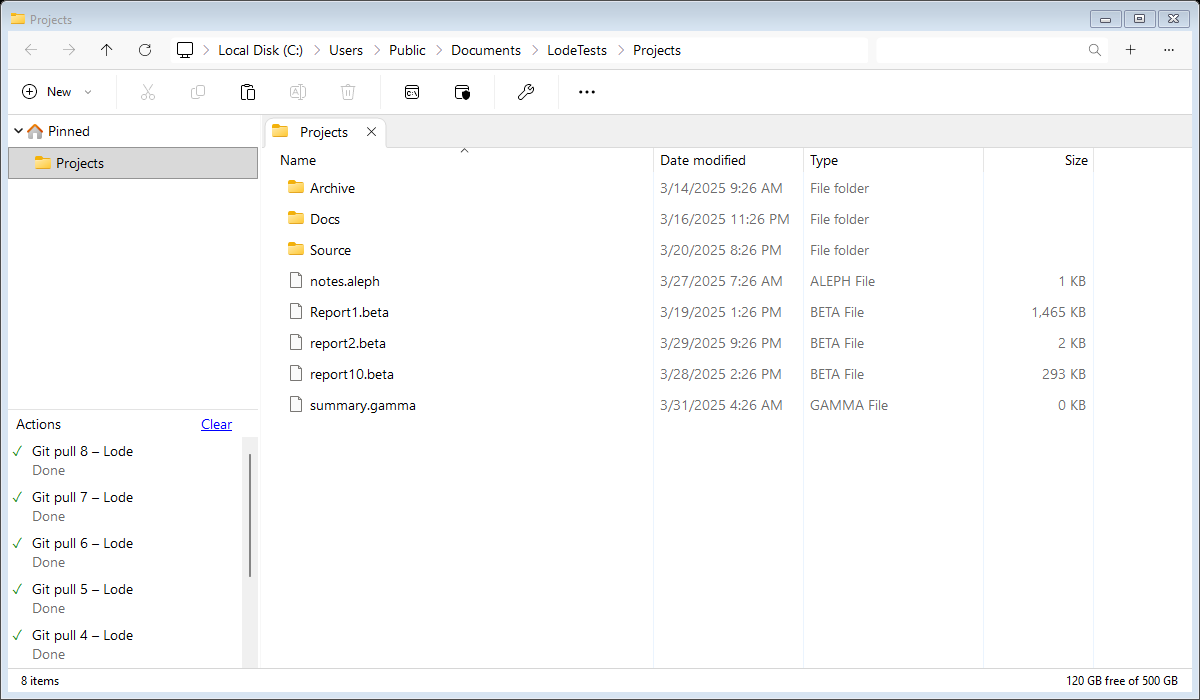 Projects
Local Disk (C:) Users Public Documents LodeTests Projects
New
Pinned
Projects
Actions Clear
Git pull 8 – Lode
Done
Git pull 7 – Lode
Done
Git pull 6 – Lode
Done
Git pull 5 – Lode
Done
Git pull 4 – Lode
Done
Projects
Name Date modified Type Size
Archive 3/14/2025 9:26 AM File folder
Docs 3/16/2025 11:26 PM File folder
Source 3/20/2025 8:26 PM File folder
notes.aleph 3/27/2025 7:26 AM ALEPH File 1 KB
Report1.beta 3/19/2025 1:26 PM BETA File 1,465 KB
report2.beta 3/29/2025 9:26 PM BETA File 2 KB
report10.beta 3/28/2025 2:26 PM BETA File 293 KB
summary.gamma 3/31/2025 4:26 AM GAMMA File 0 KB
8 items 120 GB free of 500 GB